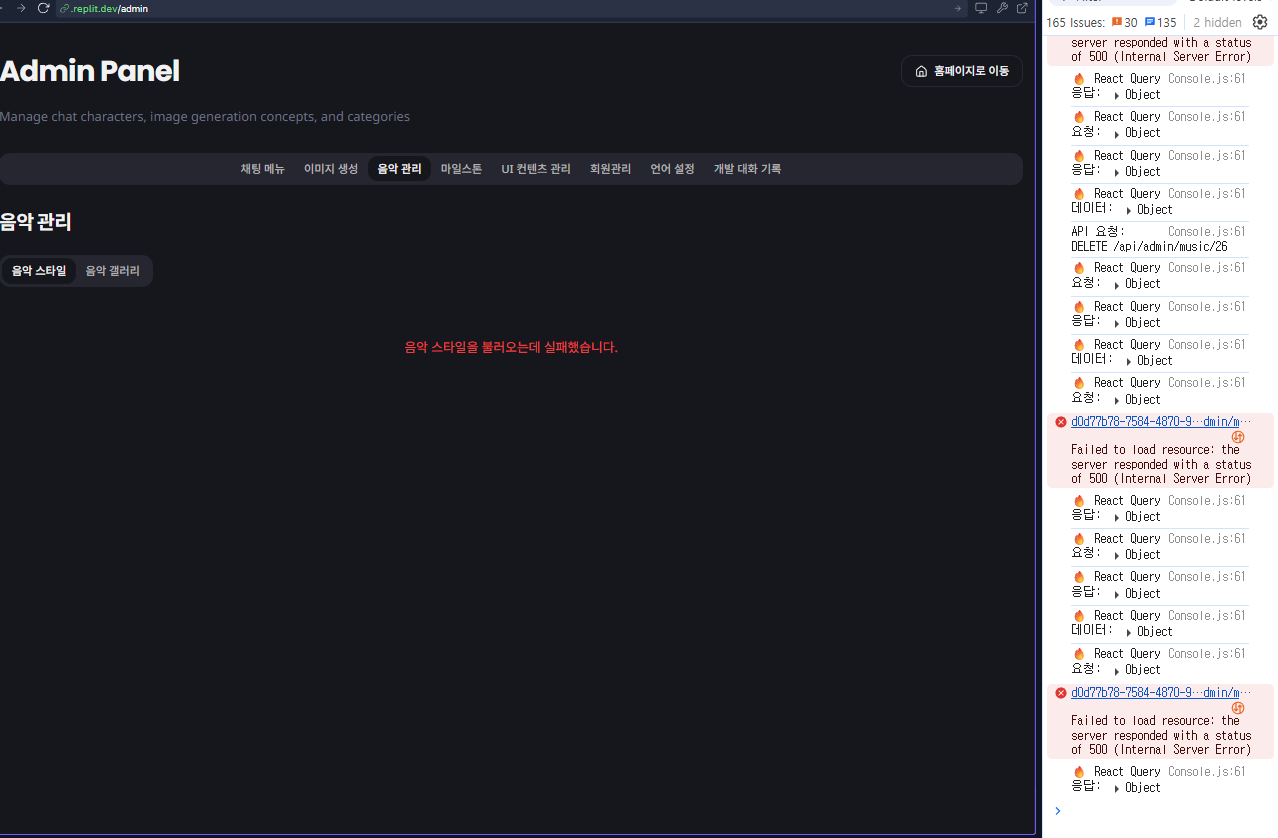 .replit.dev/admin
Admin Panel
홈페이지로 이동
Manage chat characters, image generation concepts, and categories
채팅 메뉴 이미지 생성 음악 관리 마일스톤 UI 컨텐츠 관리 회원관리 언어 설정 개발 대화 기록
음악 관리
음악 스타일 음악 갤러리
음악 스타일을 불러오는데 실패했습니다.
165 Issues: 30 135 2 hidden
server responded with a status
of 500 (Internal Server Error)
🔥 React Query Console.js:61
응답: ▶ Object
🔥 React Query Console.js:61
요청: ▶ Object
🔥 React Query Console.js:61
응답: ▶ Object
🔥 React Query Console.js:61
데이터: ▶ Object
API 요청: Console.js:61
DELETE /api/admin/music/26
🔥 React Query Console.js:61
요청: ▶ Object
🔥 React Query Console.js:61
응답: ▶ Object
🔥 React Query Console.js:61
데이터: ▶ Object
🔥 React Query Console.js:61
요청: ▶ Object
d0d77b78-7584-4870-9…dmin/m…
Failed to load resource: the
server responded with a status
of 500 (Internal Server Error)
🔥 React Query Console.js:61
응답: ▶ Object
🔥 React Query Console.js:61
요청: ▶ Object
🔥 React Query Console.js:61
응답: ▶ Object
🔥 React Query Console.js:61
데이터: ▶ Object
🔥 React Query Console.js:61
요청: ▶ Object
d0d77b78-7584-4870-9…dmin/m…
Failed to load resource: the
server responded with a status
of 500 (Internal Server Error)
🔥 React Query Console.js:61
응답: ▶ Object